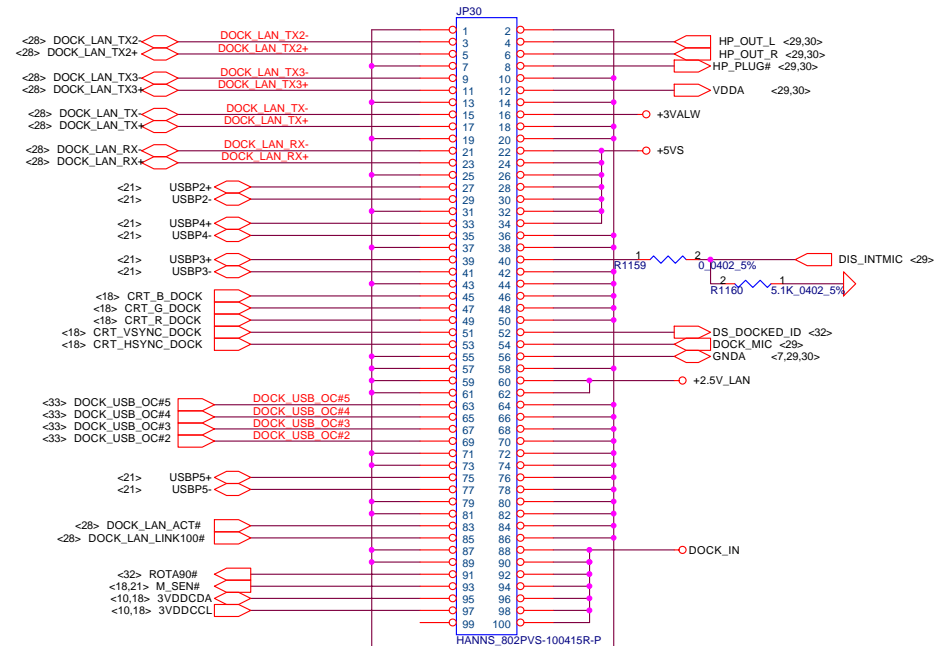 JP30
1 2
<28> DOCK_LAN_TX2- DOCK_LAN_TX2- 3 4 HP_OUT_L <29,30>
<28> DOCK_LAN_TX2+ DOCK_LAN_TX2+ 5 6 HP_OUT_R <29,30>
7 8 HP_PLUG# <29,30>
<28> DOCK_LAN_TX3- DOCK_LAN_TX3- 9 10
<28> DOCK_LAN_TX3+ DOCK_LAN_TX3+ 11 12 VDDA <29,30>
13 14
<28> DOCK_LAN_TX- DOCK_LAN_TX- 15 16 +3VALW
<28> DOCK_LAN_TX+ DOCK_LAN_TX+ 17 18
19 20
<28> DOCK_LAN_RX- DOCK_LAN_RX- 21 22 +5VS
<28> DOCK_LAN_RX+ DOCK_LAN_RX+ 23 24
25 26
<21> USBP2+ 27 28
<21> USBP2- 29 30
31 32
<21> USBP4+ 33 34
<21> USBP4- 35 36
37 38
<21> USBP3+ 39 40 1 2 DIS_INTMIC <29>
R1159 0_0402_5%
<21> USBP3- 41 42
43 44 2 1
R1160 5.1K_0402_5%
<18> CRT_B_DOCK 45 46
<18> CRT_G_DOCK 47 48
<18> CRT_R_DOCK 49 50
<18> CRT_VSYNC_DOCK 51 52 DS_DOCKED_ID <32>
<18> CRT_HSYNC_DOCK 53 54 DOCK_MIC <29>
55 56 GNDA <7,29,30>
57 58
59 60 +2.5V_LAN
61 62
<33> DOCK_USB_OC#5 DOCK_USB_OC#5 63 64
<33> DOCK_USB_OC#4 DOCK_USB_OC#4 65 66
<33> DOCK_USB_OC#3 DOCK_USB_OC#3 67 68
<33> DOCK_USB_OC#2 DOCK_USB_OC#2 69 70
71 72
73 74
<21> USBP5+ 75 76
<21> USBP5- 77 78
79 80
81 82
<28> DOCK_LAN_ACT# 83 84
<28> DOCK_LAN_LINK100# 85 86
87 88 DOCK_IN
89 90
<32> ROTA90# 91 92
<18,21> M_SEN# 93 94
<10,18> 3VDDCDA 95 96
<10,18> 3VDDCCL 97 98
99 100
HANNS_802PVS-100415R-P